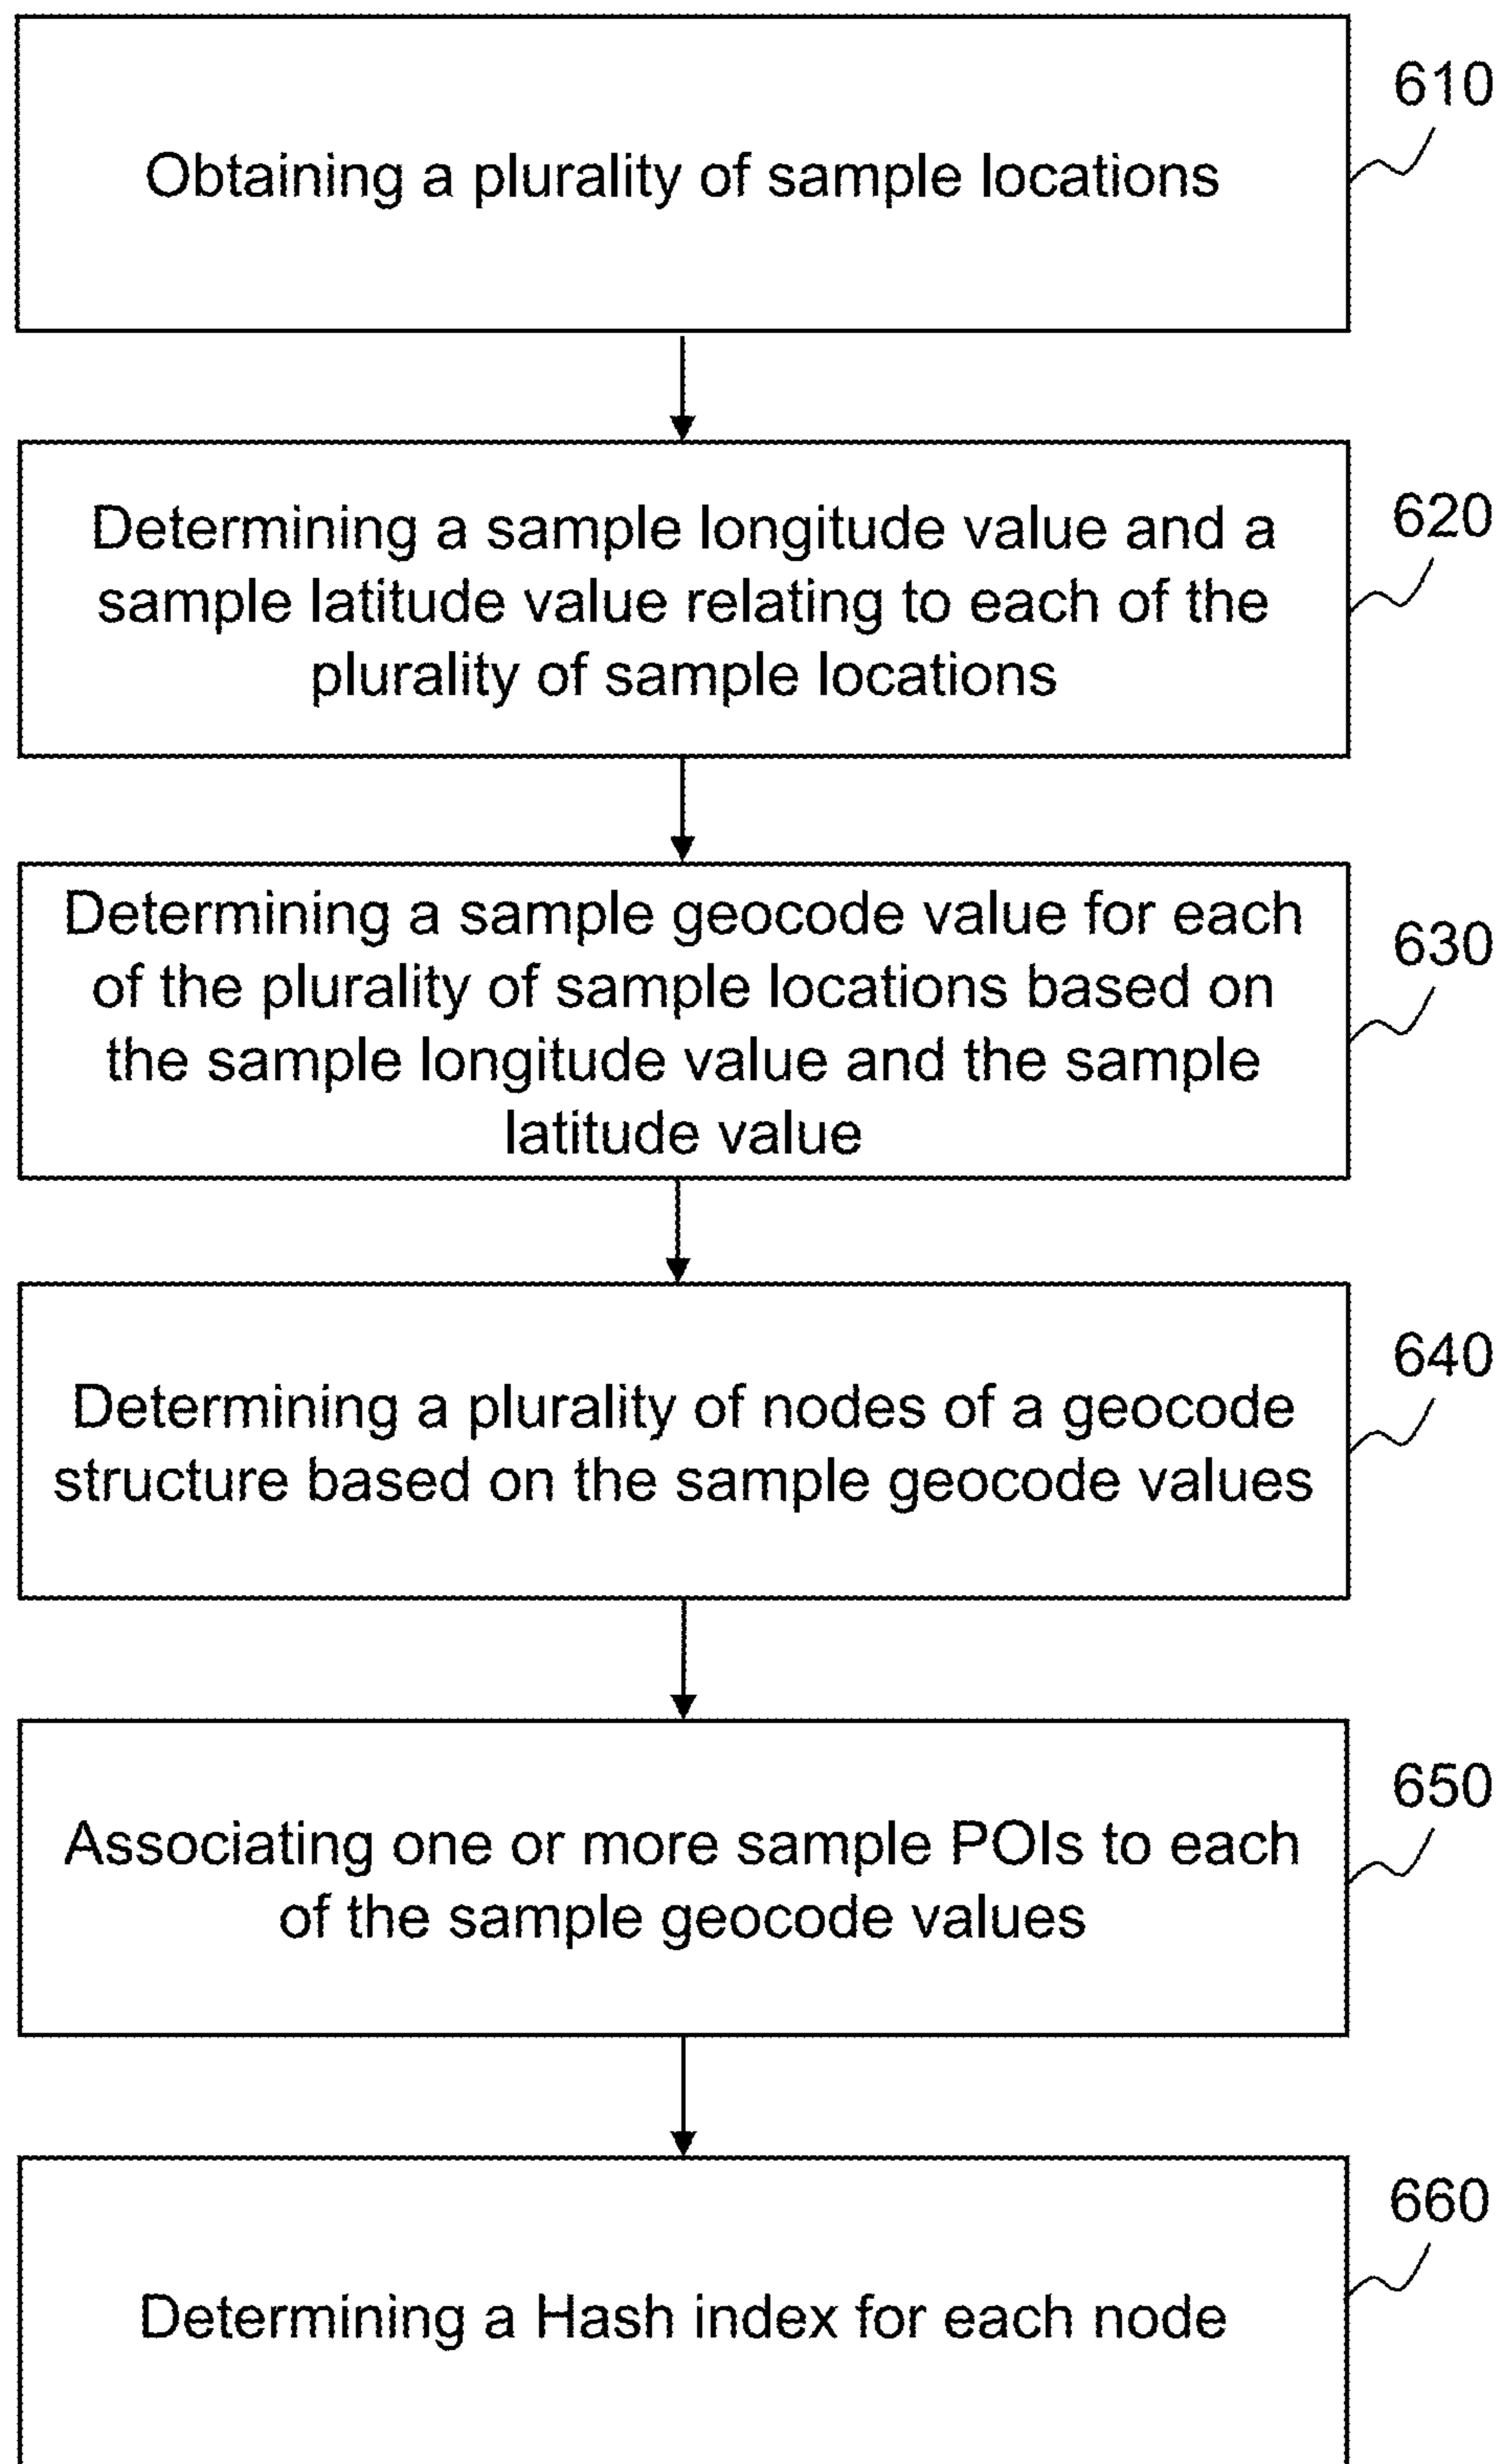 610
Obtaining a plurality of sample locations
620
Determining a sample longitude value and a
sample latitude value relating to each of the
plurality of sample locations
630
Determining a sample geocode value for each
of the plurality of sample locations based on
the sample longitude value and the sample
latitude value
640
Determining a plurality of nodes of a geocode
structure based on the sample geocode values
650
Associating one or more sample POIs to each
of the sample geocode values
660
Determining a Hash index for each node